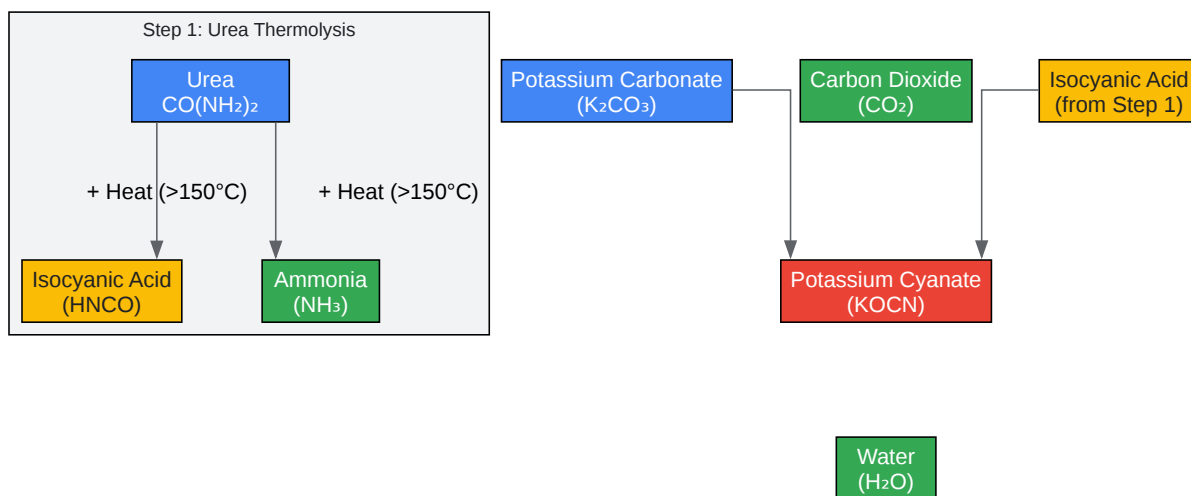 Step 1: Urea Thermolysis
Urea
CO(NH₂)₂
+ Heat (>150°C)
+ Heat (>150°C)
Isocyanic Acid
(HNCO)
Ammonia
(NH₃)
Potassium Carbonate
(K₂CO₃)
Carbon Dioxide
(CO₂)
Isocyanic Acid
(from Step 1)
Potassium Cyanate
(KOCN)
Water
(H₂O)